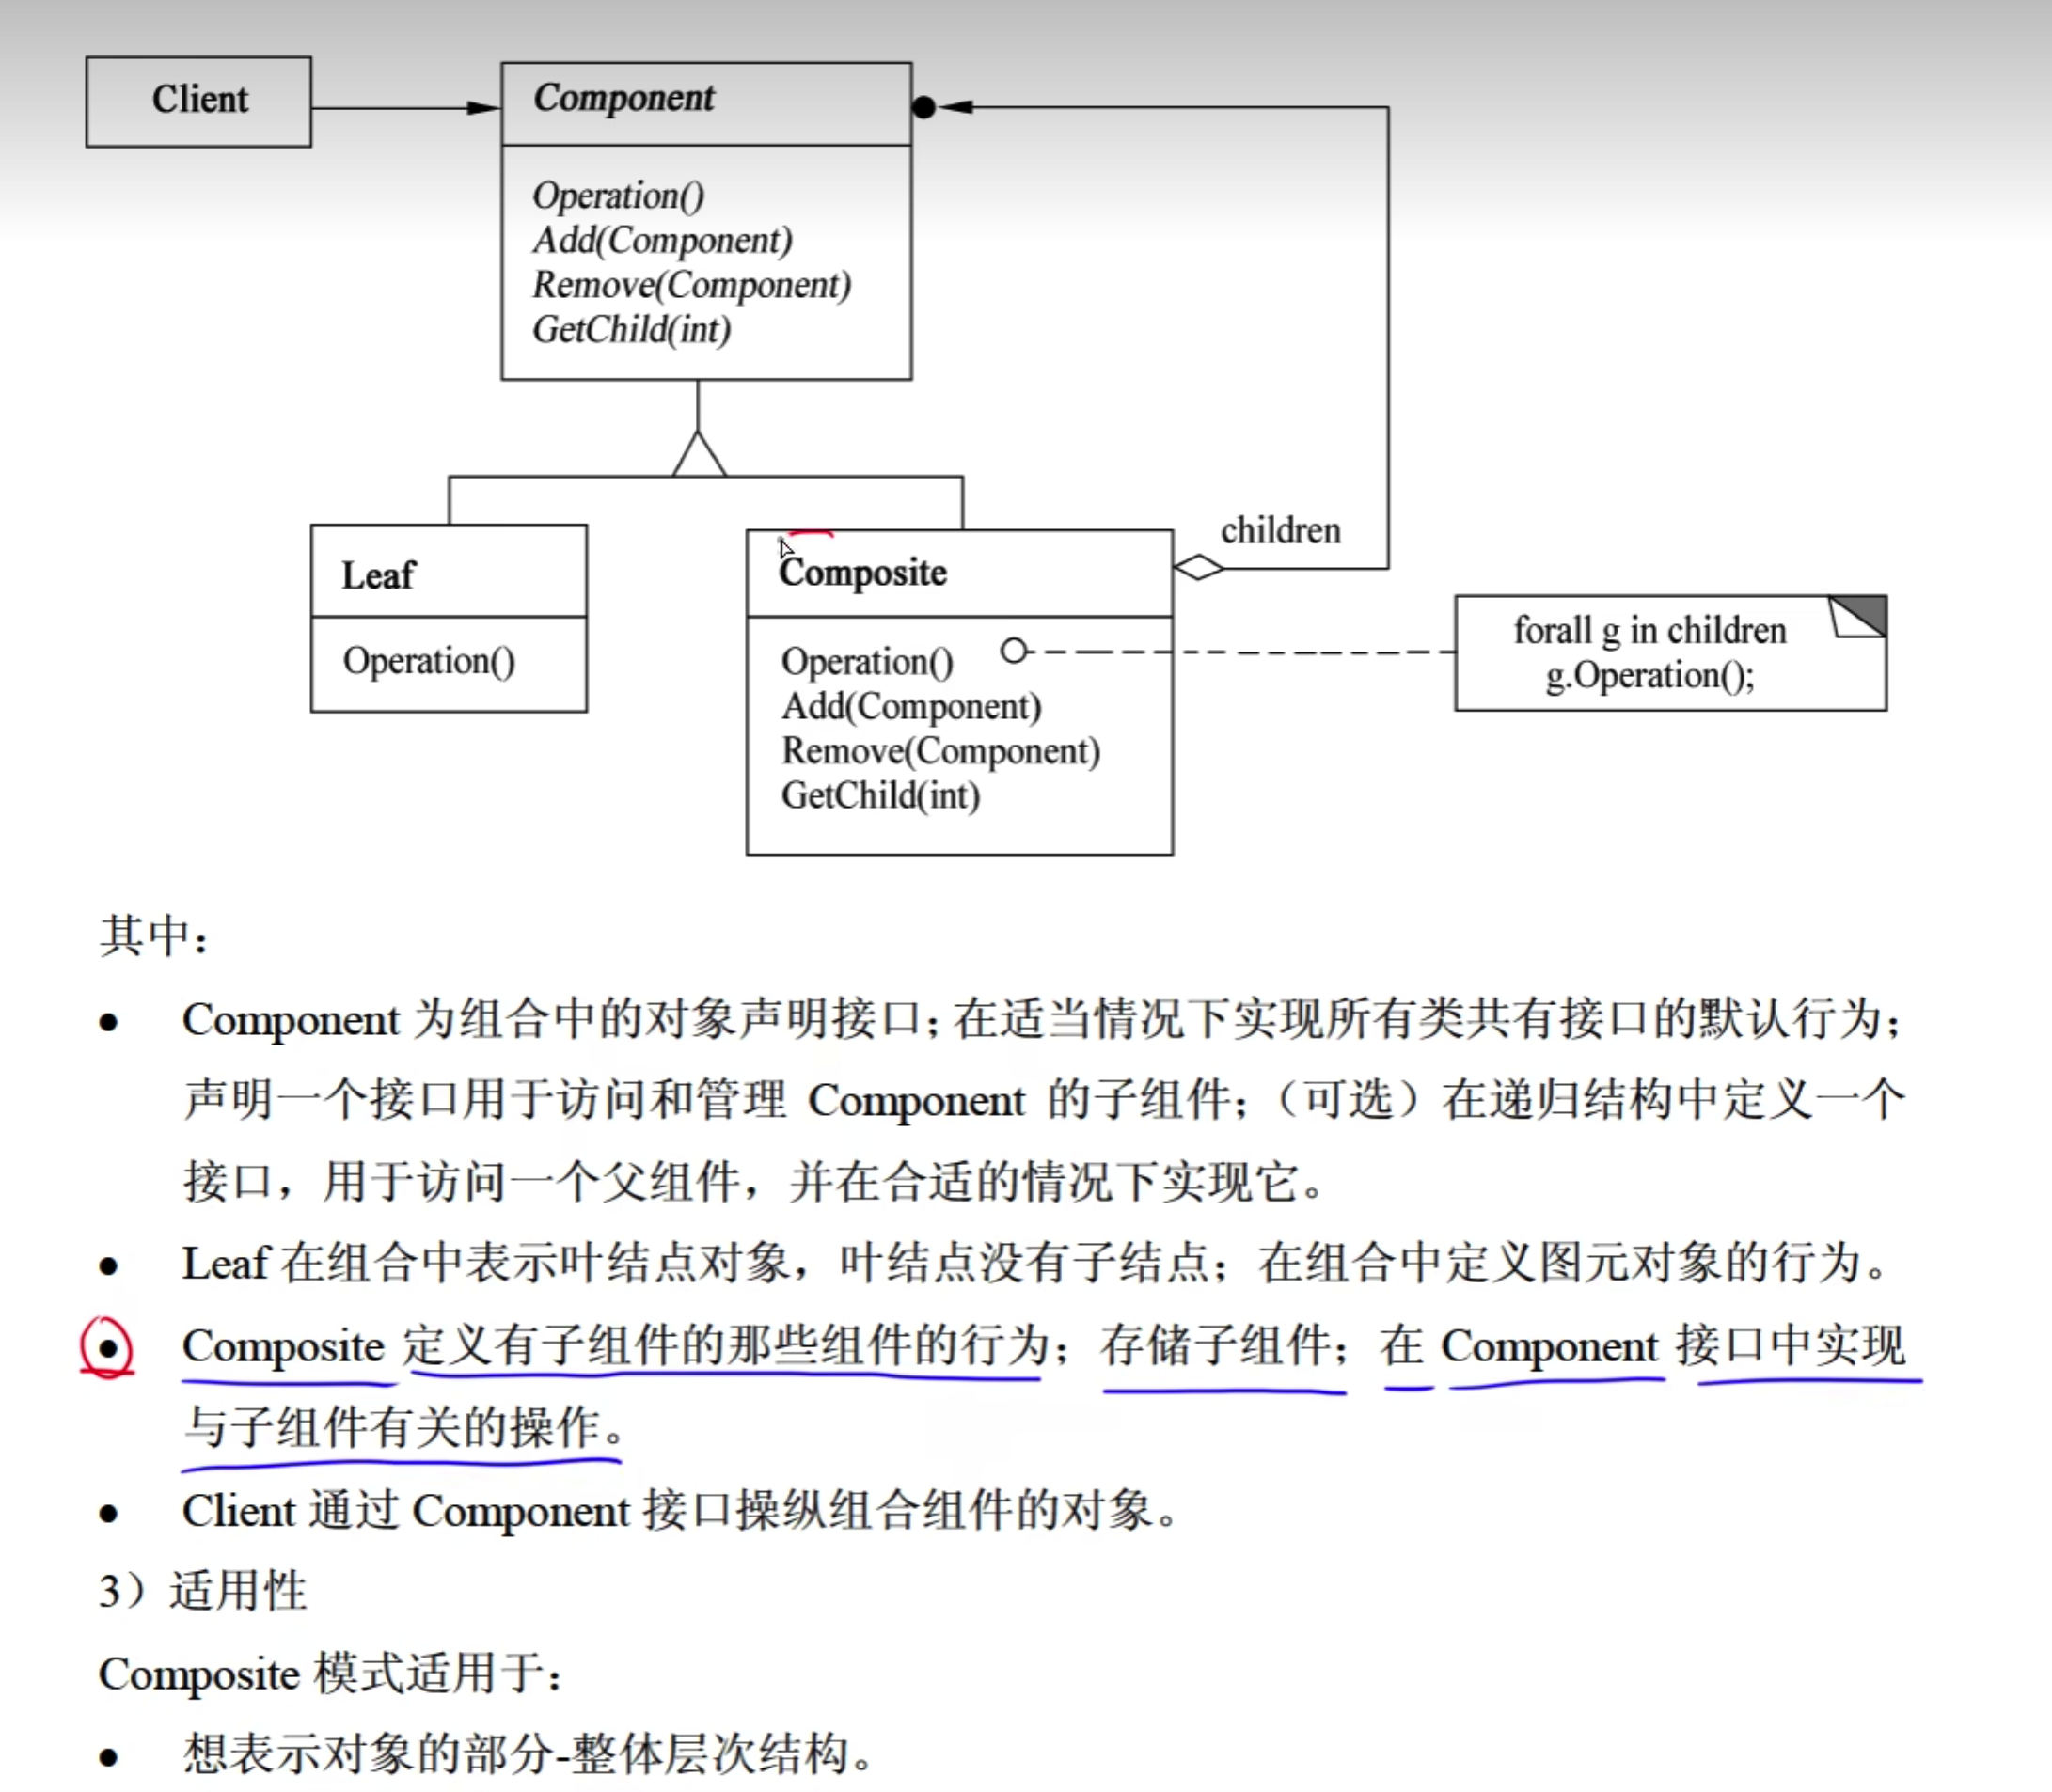 Client
Component
Operation()
Add(Component)
Remove(Component)
GetChild(int)
children
Leaf
Operation()
Composite
Operation()
Add(Component)
Remove(Component)
GetChild(int)
forall g in children
g.Operation();
其中：
● Component 为组合中的对象声明接口；在适当情况下实现所有类共有接口的默认行为；
声明一个接口用于访问和管理 Component 的子组件；（可选）在递归结构中定义一个
接口，用于访问一个父组件，并在合适的情况下实现它。
● Leaf 在组合中表示叶结点对象，叶结点没有子结点；在组合中定义图元对象的行为。
● Composite 定义有子组件的那些组件的行为；存储子组件；在 Component 接口中实现
与子组件有关的操作。
● Client 通过 Component 接口操纵组合组件的对象。
3）适用性
Composite 模式适用于：
● 想表示对象的部分-整体层次结构。